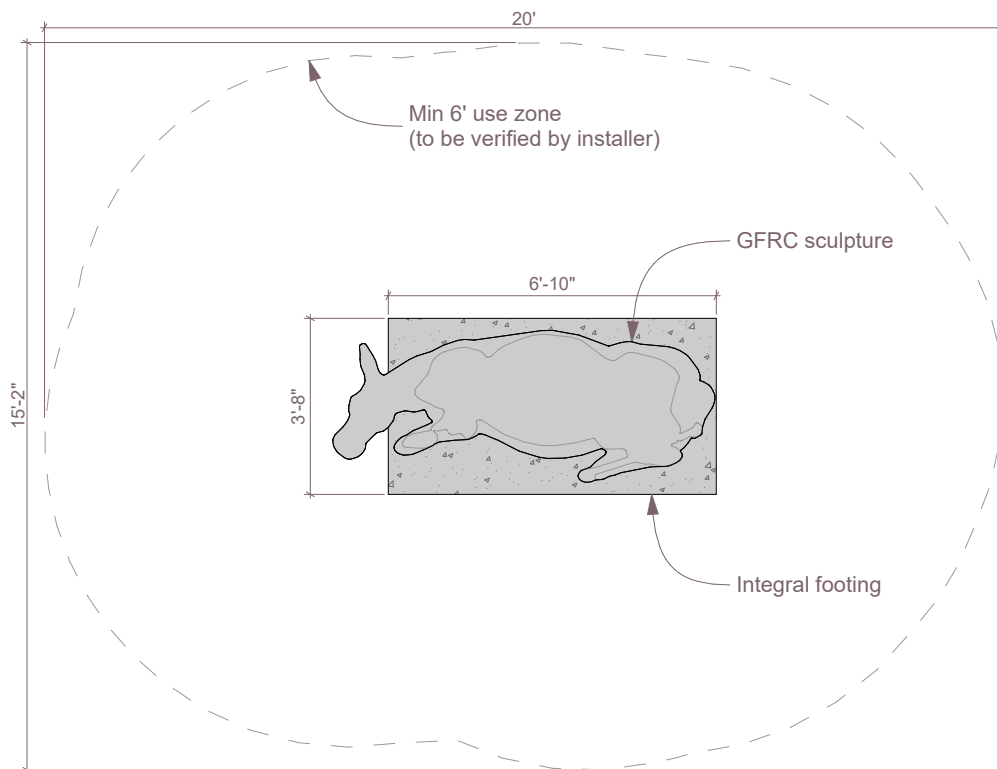 20'
Min 6' use zone
(to be verified by installer)
GFRC sculpture
6'-10"
15'-2"
3'-8"
Integral footing